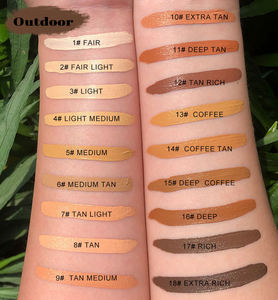 Outdoor
1# FAIR
2# FAIR LIGHT
3# LIGHT
4# LIGHT MEDIUM
5# MEDIUM
6# MEDIUM TAN
7# TAN LIGHT
8# TAN
9# TAN MEDIUM
10# EXTRA TAN
11# DEEP TAN
12# TAN RICH
13# COFFEE
14# COFFEE TAN
15# DEEP COFFEE
16# DEEP
17# RICH
18# EXTRA RICH